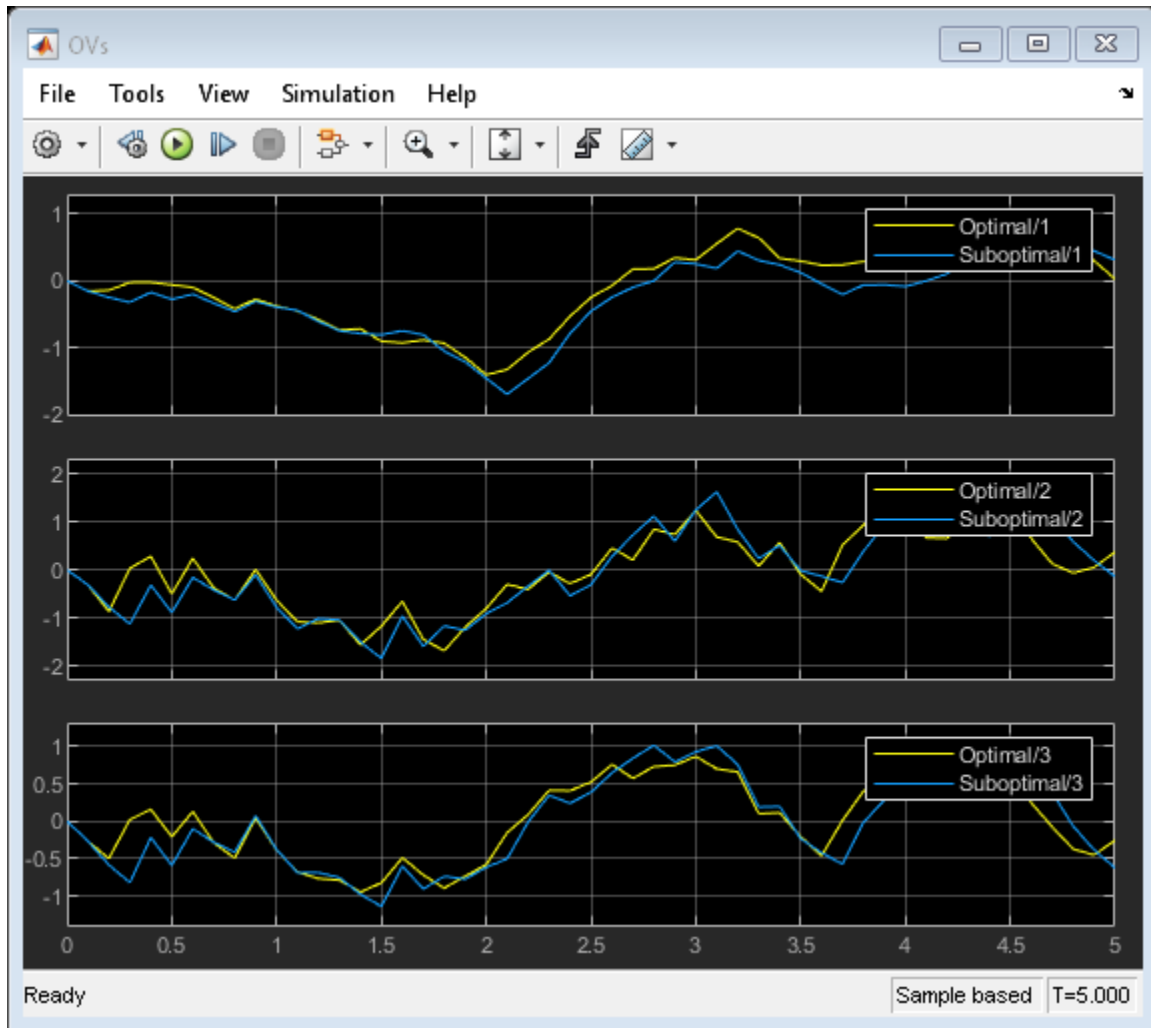 OVs
File Tools View Simulation Help
1
0
-1
-2
Optimal/1
Suboptimal/1
2
1
0
-1
-2
Optimal/2
Suboptimal/2
1
0.5
0
-0.5
-1
Optimal/3
Suboptimal/3
0 0.5 1 1.5 2 2.5 3 3.5 4 4.5 5
Ready Sample based T=5.000